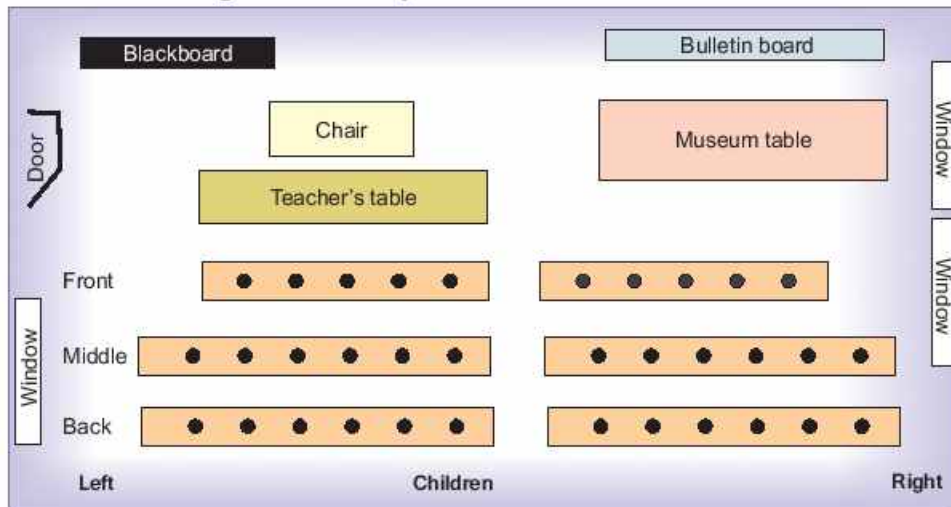 Blackboard
Bulletin board
Window
Door
Chair
Museum table
Teacher's table
Window
Front
Window
Middle
Back
Left Children Right